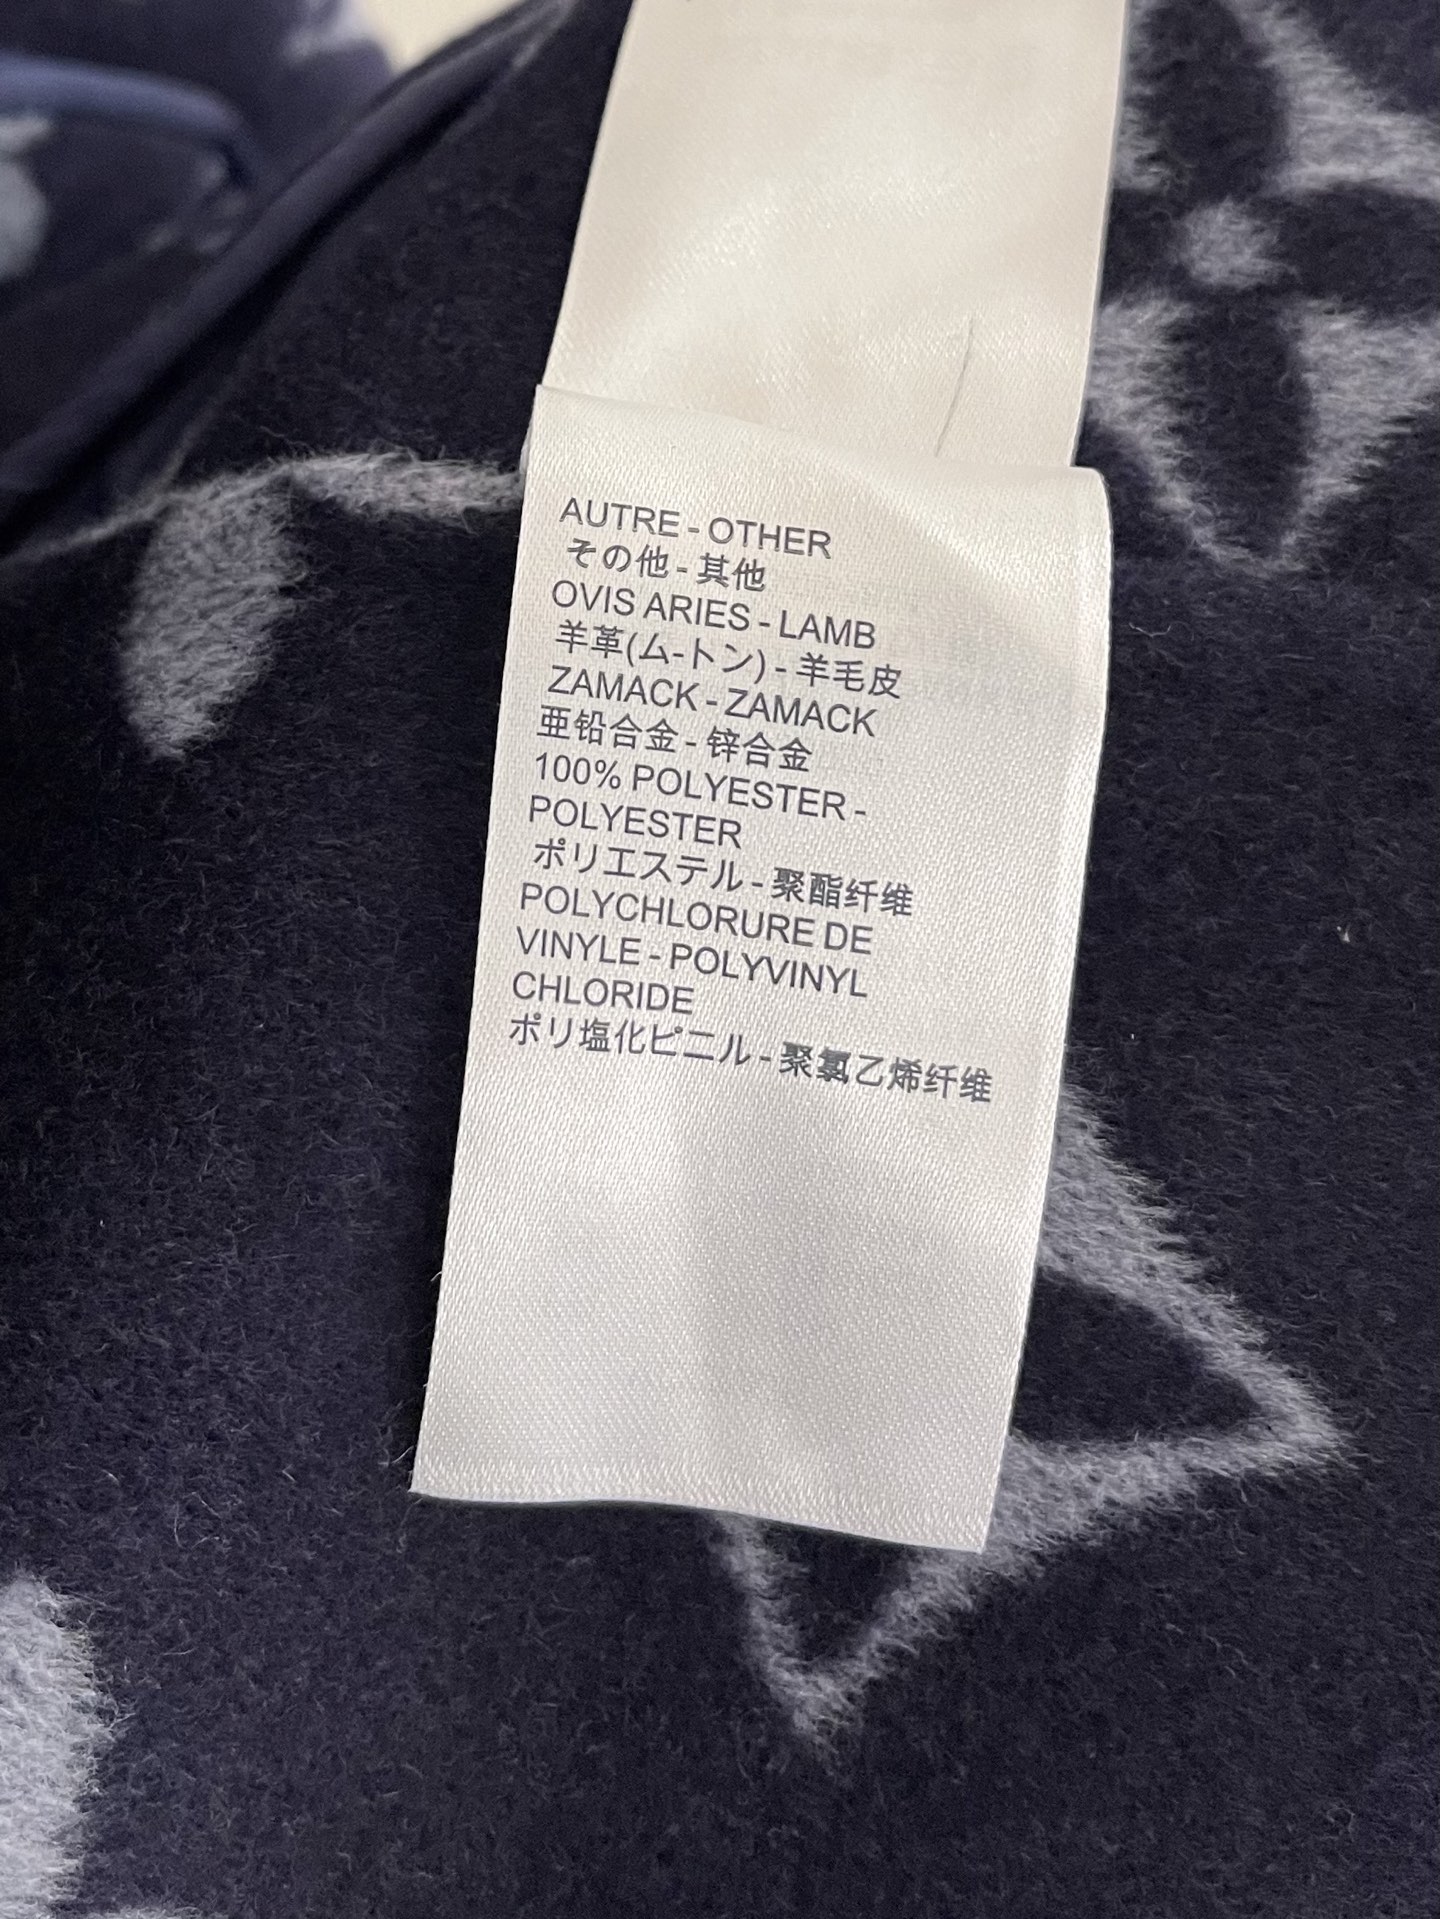 AUTRE - OTHER
その他 - 其他
OVIS ARIES - LAMB
羊革(ム-トン) - 羊毛皮
ZAMACK - ZAMACK
亜铅合金 - 锌合金
100% POLYESTER -
POLYESTER
ポリエステル - 聚酯纤维
POLYCHLORURE DE
VINYLE - POLYVINYL
CHLORIDE
ポリ塩化ビニル - 聚氯乙烯纤维